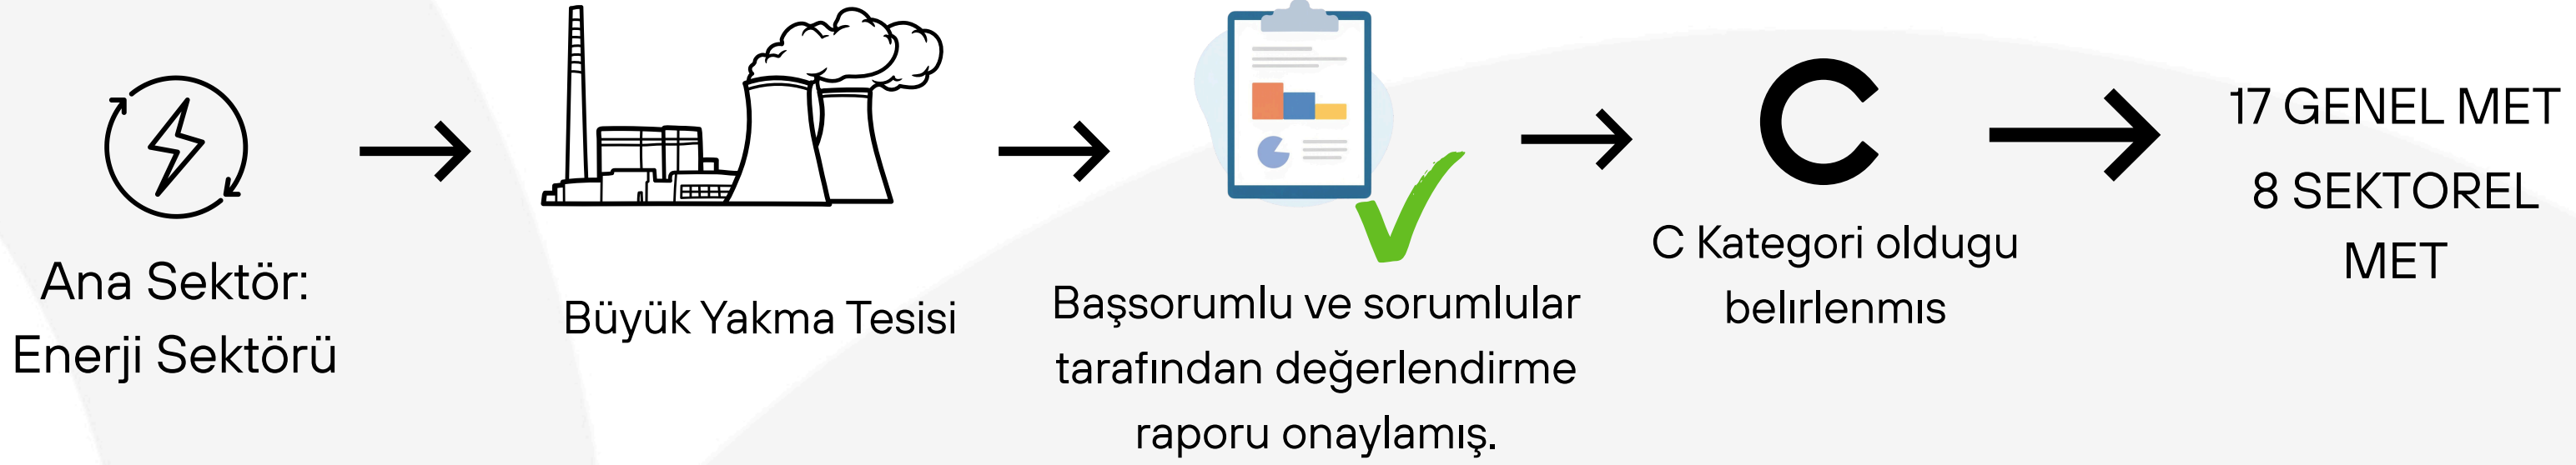 Ana Sektör:
Enerji Sektörü
Büyük Yakma Tesisi
Başsorumlu ve sorumlular
tarafından değerlendirme
raporu onaylamış.
C
C Kategori oldugu
belırlenmıs
17 GENEL MET
8 SEKTOREL
MET